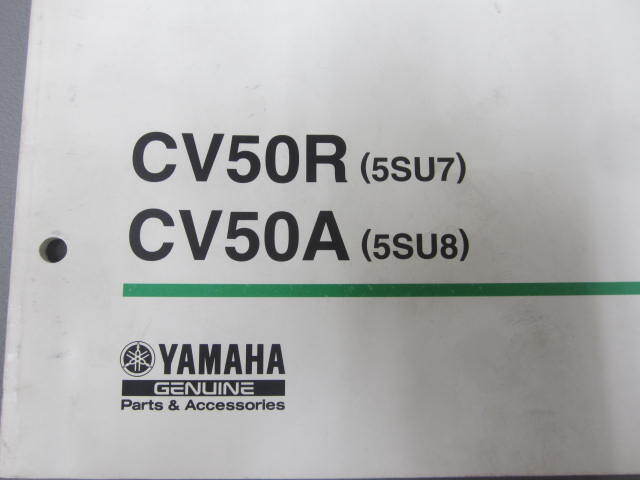 CV50R (5SU7)
CV50A (5SU8)
YAMAHA
GENUINE
Parts & Accessories